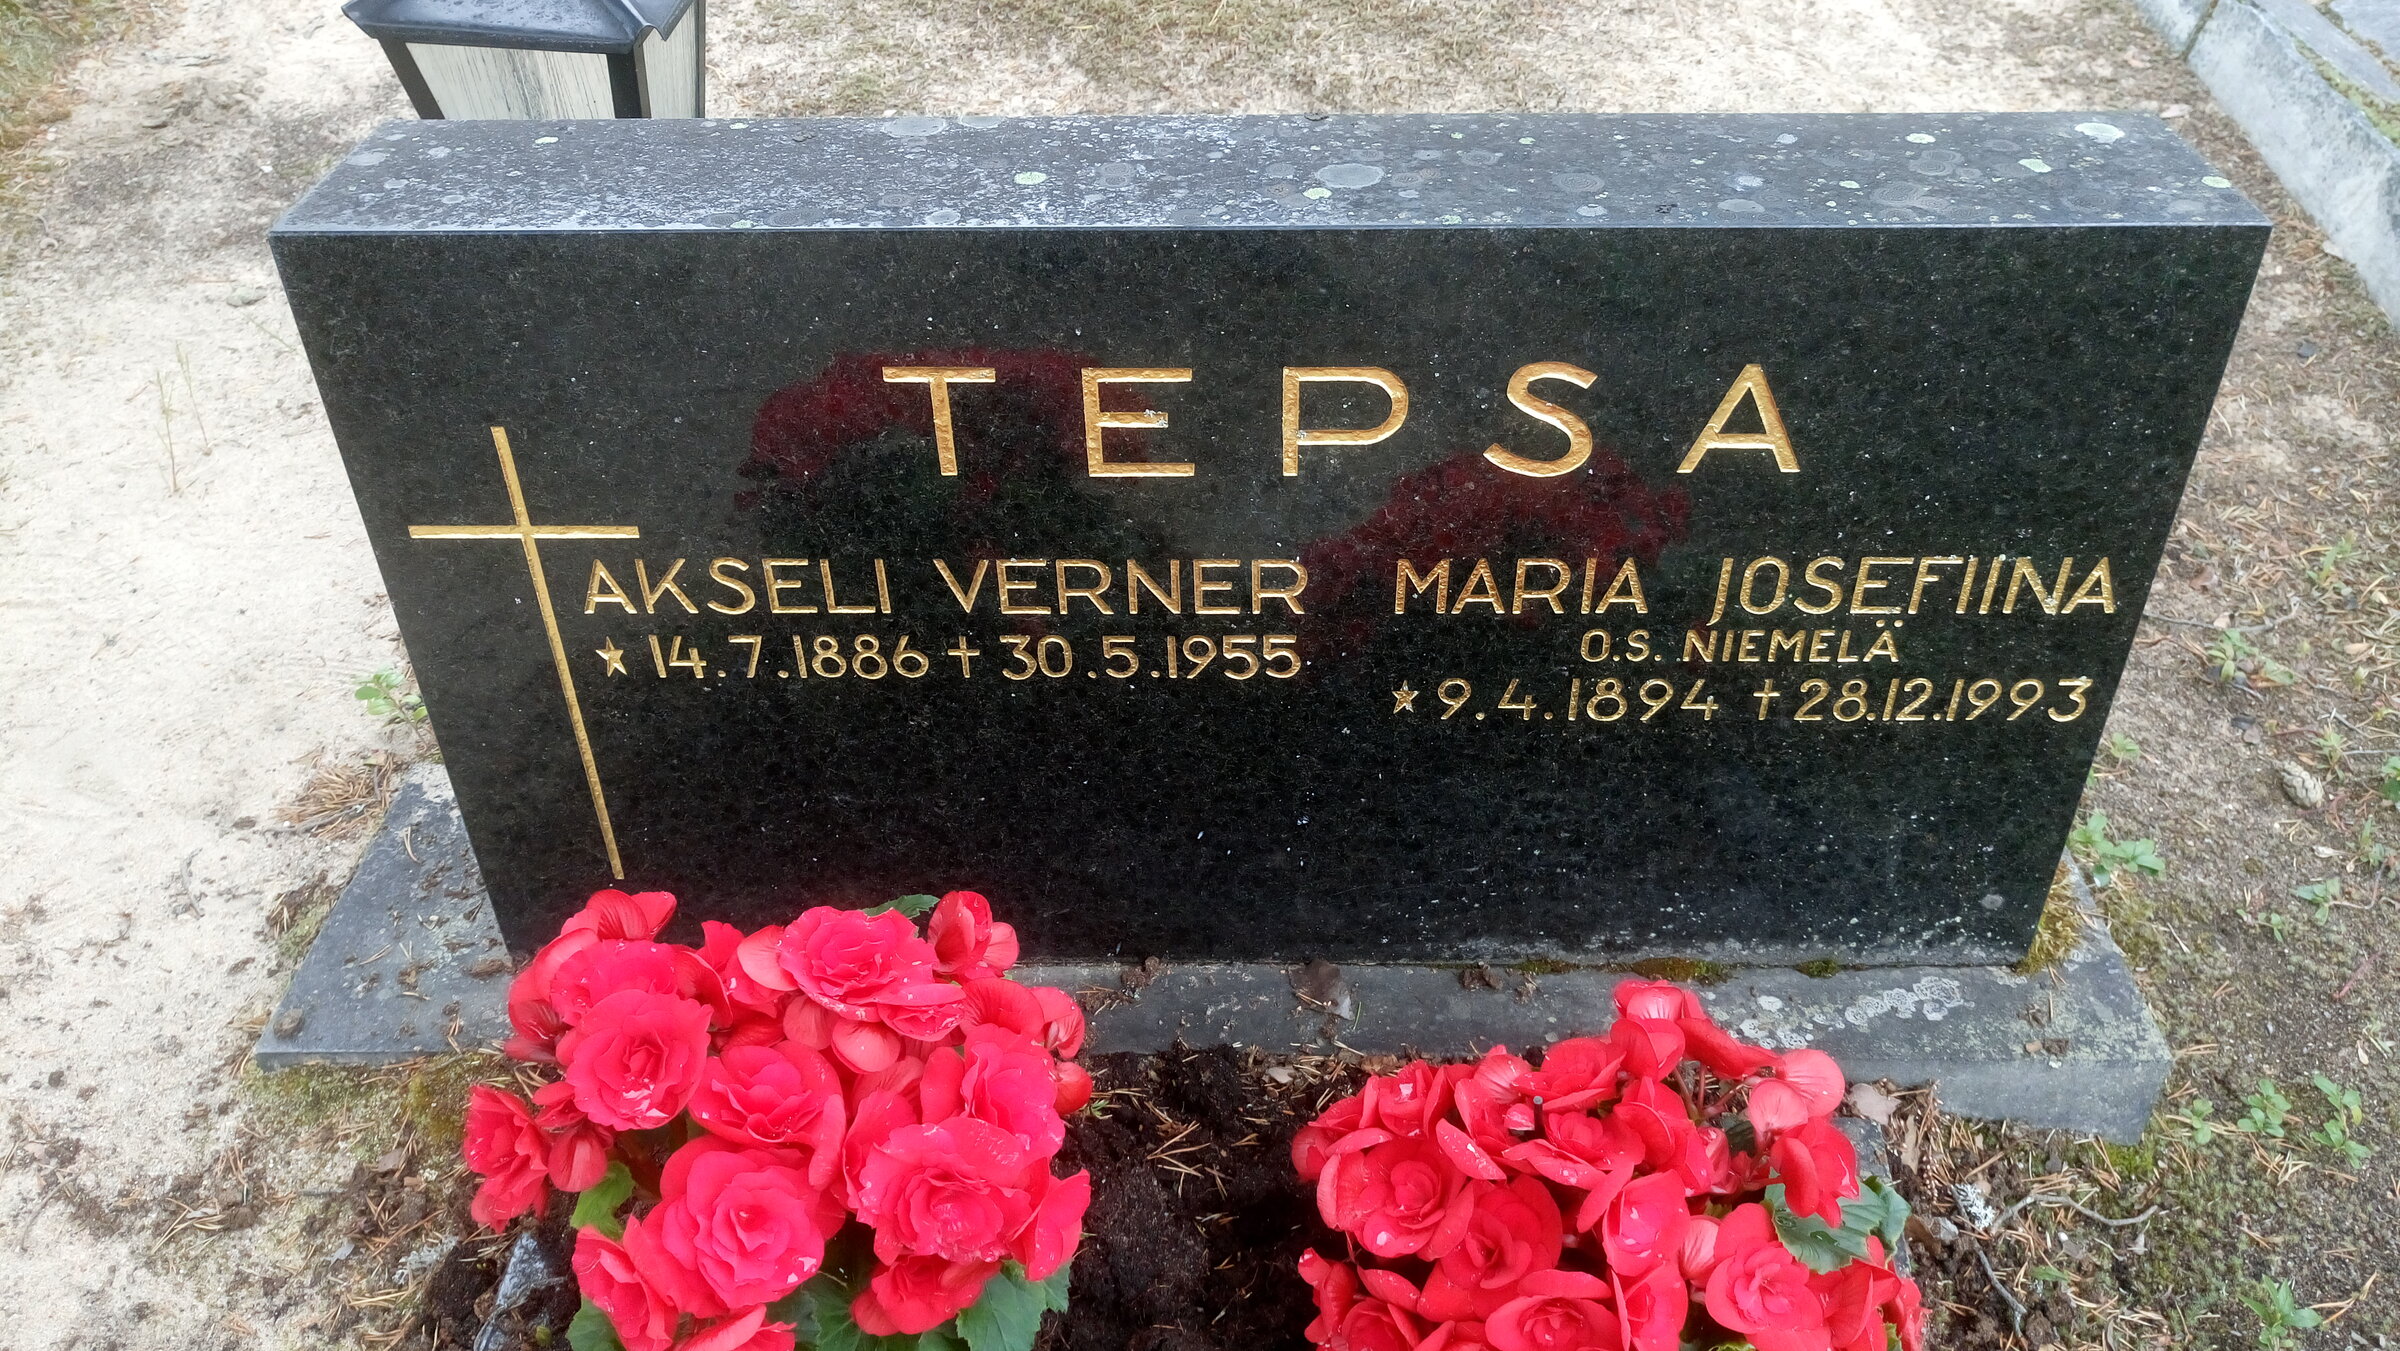 TEPSA
AKSELI VERNER
★ 14.7.1886 † 30.5.1955
MARIA JOSEFIINA
O.S. NIEMELÄ
★ 9.4.1894 † 28.12.1993